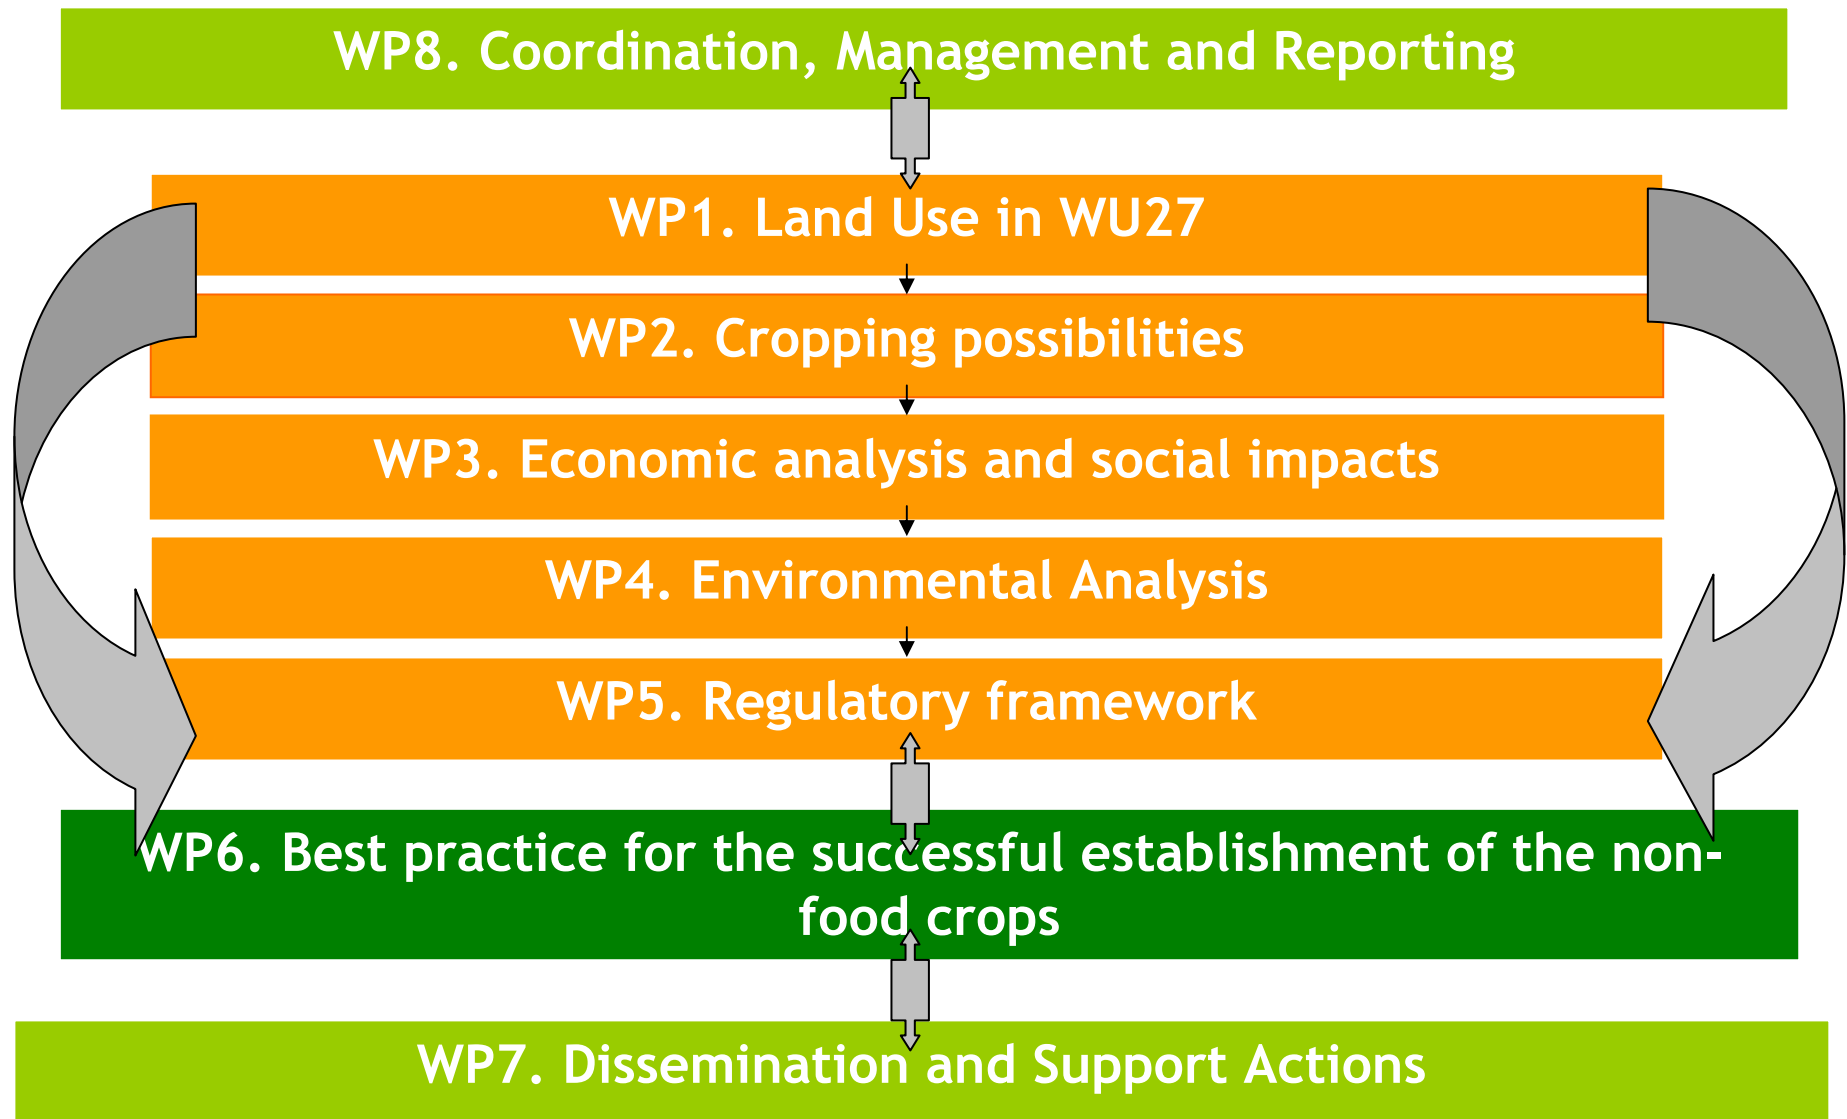 WP8. Coordination, Management and Reporting
WP1. Land Use in WU27
WP2. Cropping possibilities
WP3. Economic analysis and social impacts
WP4. Environmental Analysis
WP5. Regulatory framework
WP6. Best practice for the successful establishment of the non-
food crops
WP7. Dissemination and Support Actions